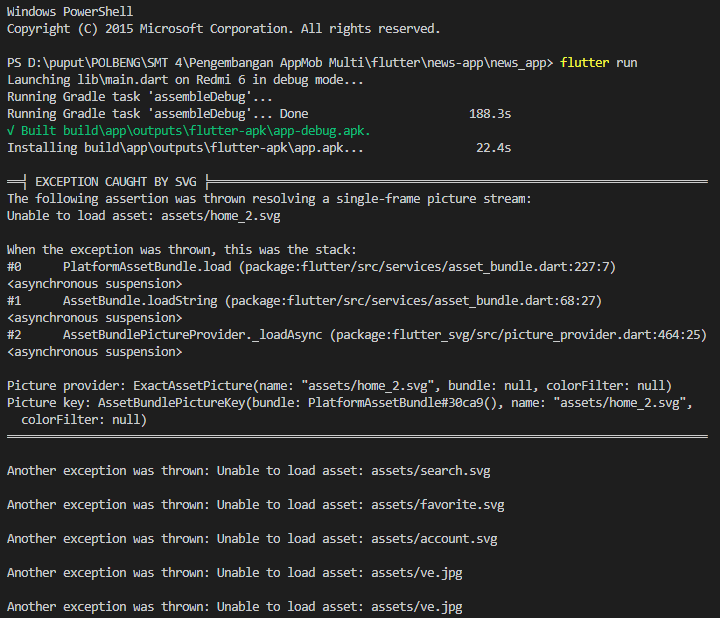 Windows PowerShell
Copyright (C) 2015 Microsoft Corporation. All rights reserved.
PS D:\puput\POLBENG\SMT 4\Pengembangan AppMob Multi\flutter\news-app\news_app> flutter run
Launching lib\main.dart on Redmi 6 in debug mode...
Running Gradle task 'assembleDebug'...
Running Gradle task 'assembleDebug'... Done                       188.3s
√ Built build\app\outputs\flutter-apk\app-debug.apk.
Installing build\app\outputs\flutter-apk\app.apk...                22.4s
══╡ EXCEPTION CAUGHT BY SVG ╞═══════════════════════════════════════════════════════════════════════
The following assertion was thrown resolving a single-frame picture stream:
Unable to load asset: assets/home_2.svg
When the exception was thrown, this was the stack:
#0      PlatformAssetBundle.load (package:flutter/src/services/asset_bundle.dart:227:7)
<asynchronous suspension>
#1      AssetBundle.loadString (package:flutter/src/services/asset_bundle.dart:68:27)
<asynchronous suspension>
#2      AssetBundlePictureProvider._loadAsync (package:flutter_svg/src/picture_provider.dart:464:25)
<asynchronous suspension>
Picture provider: ExactAssetPicture(name: "assets/home_2.svg", bundle: null, colorFilter: null)
Picture key: AssetBundlePictureKey(bundle: PlatformAssetBundle#30ca9(), name: "assets/home_2.svg",
  colorFilter: null)
════════════════════════════════════════════════════════════════════════════════════════════════════
Another exception was thrown: Unable to load asset: assets/search.svg
Another exception was thrown: Unable to load asset: assets/favorite.svg
Another exception was thrown: Unable to load asset: assets/account.svg
Another exception was thrown: Unable to load asset: assets/ve.jpg
Another exception was thrown: Unable to load asset: assets/ve.jpg